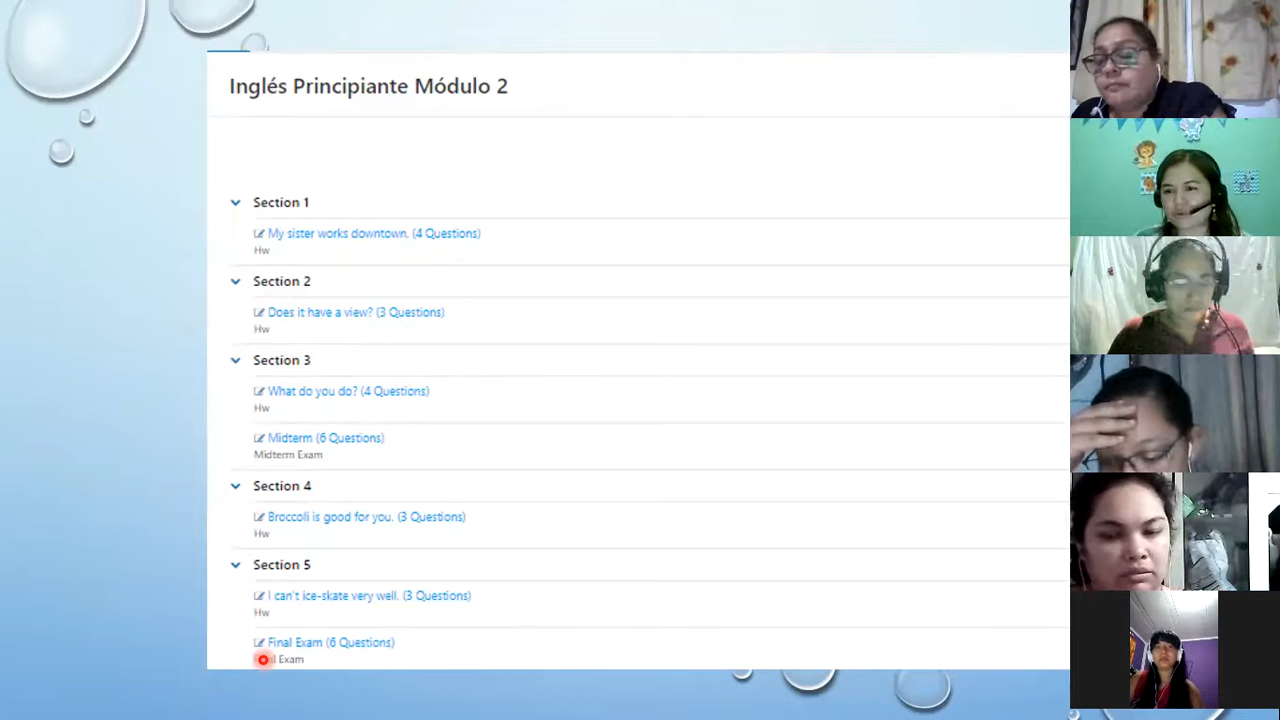 Inglés Principiante Módulo 2
Section 1
My sister works downtown. (4 Questions)
Hw
Section 2
Does it have a view? (3 Questions)
Hw
Section 3
What do you do? (4 Questions)
Hw
Midterm (6 Questions)
Midterm Exam
Section 4
Broccoli is good for you. (3 Questions)
Hw
Section 5
I can't ice-skate very well. (3 Questions)
Hw
Final Exam (6 Questions)
Exam